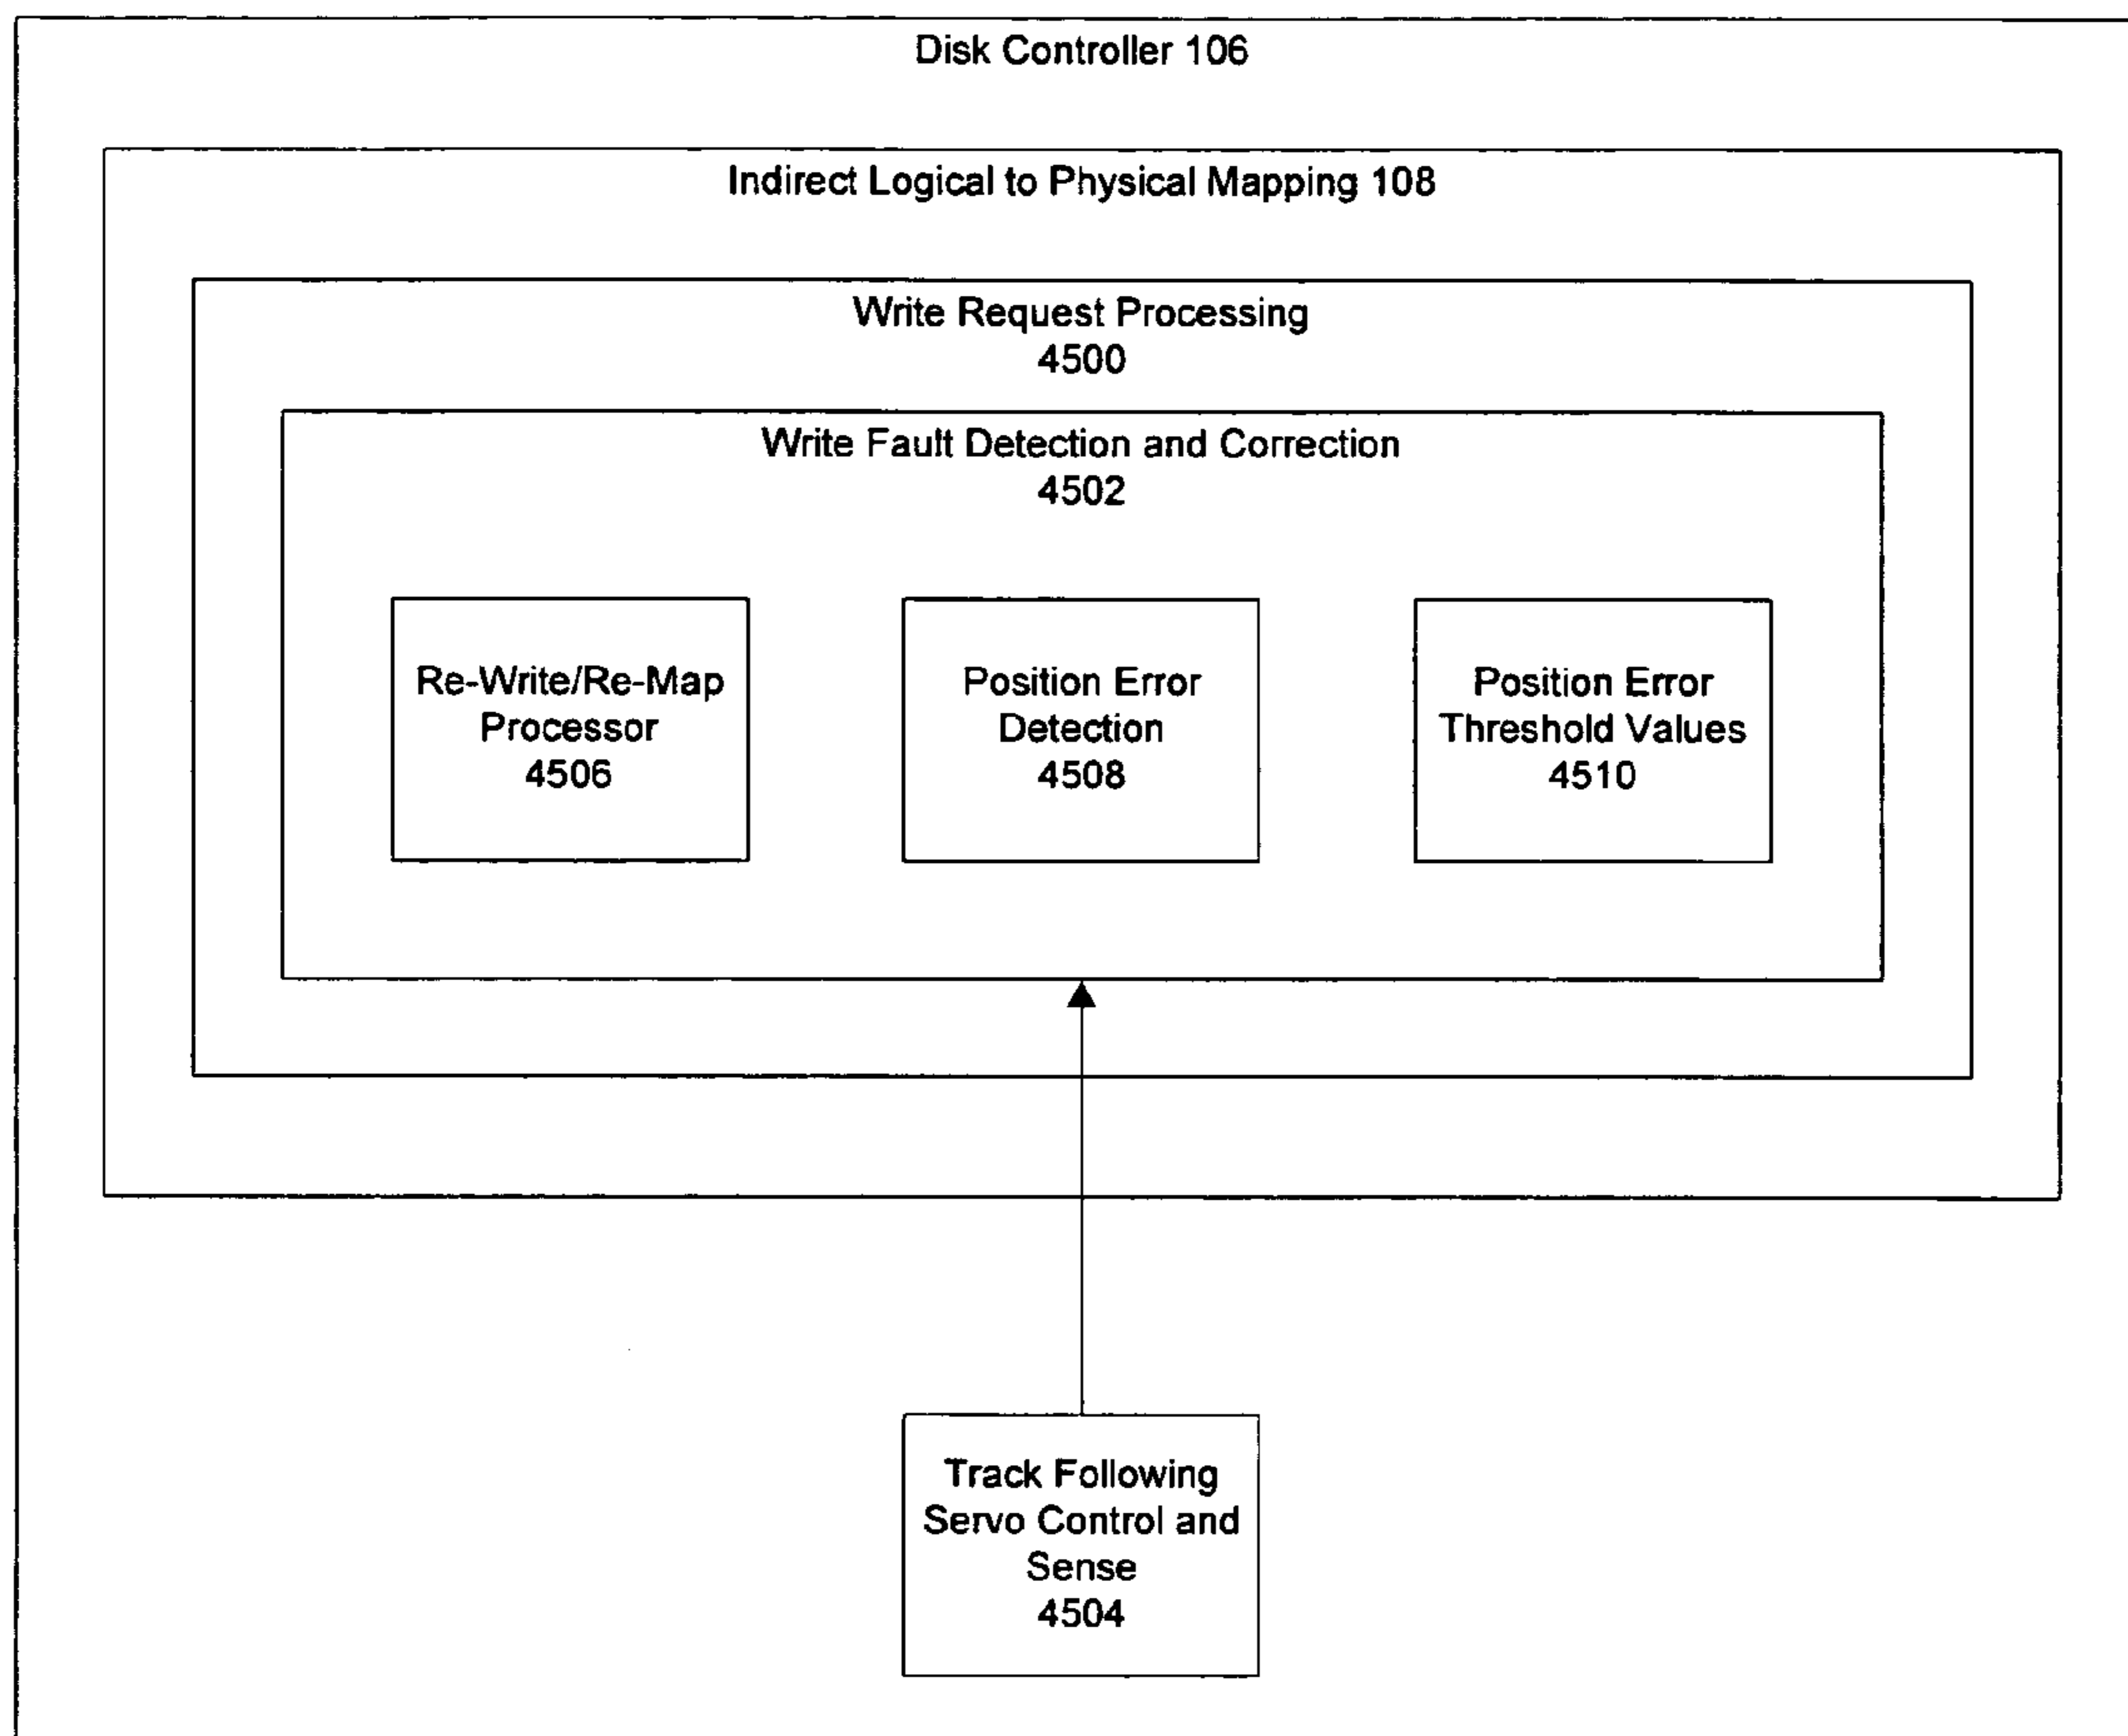 Disk Controller 106
Indirect Logical to Physical Mapping 108
Write Request Processing
4500
Write Fault Detection and Correction
4502
Re-Write/Re-Map
Processor
4506
Position Error
Detection
4508
Position Error
Threshold Values
4510
Track Following
Servo Control and
Sense
4504